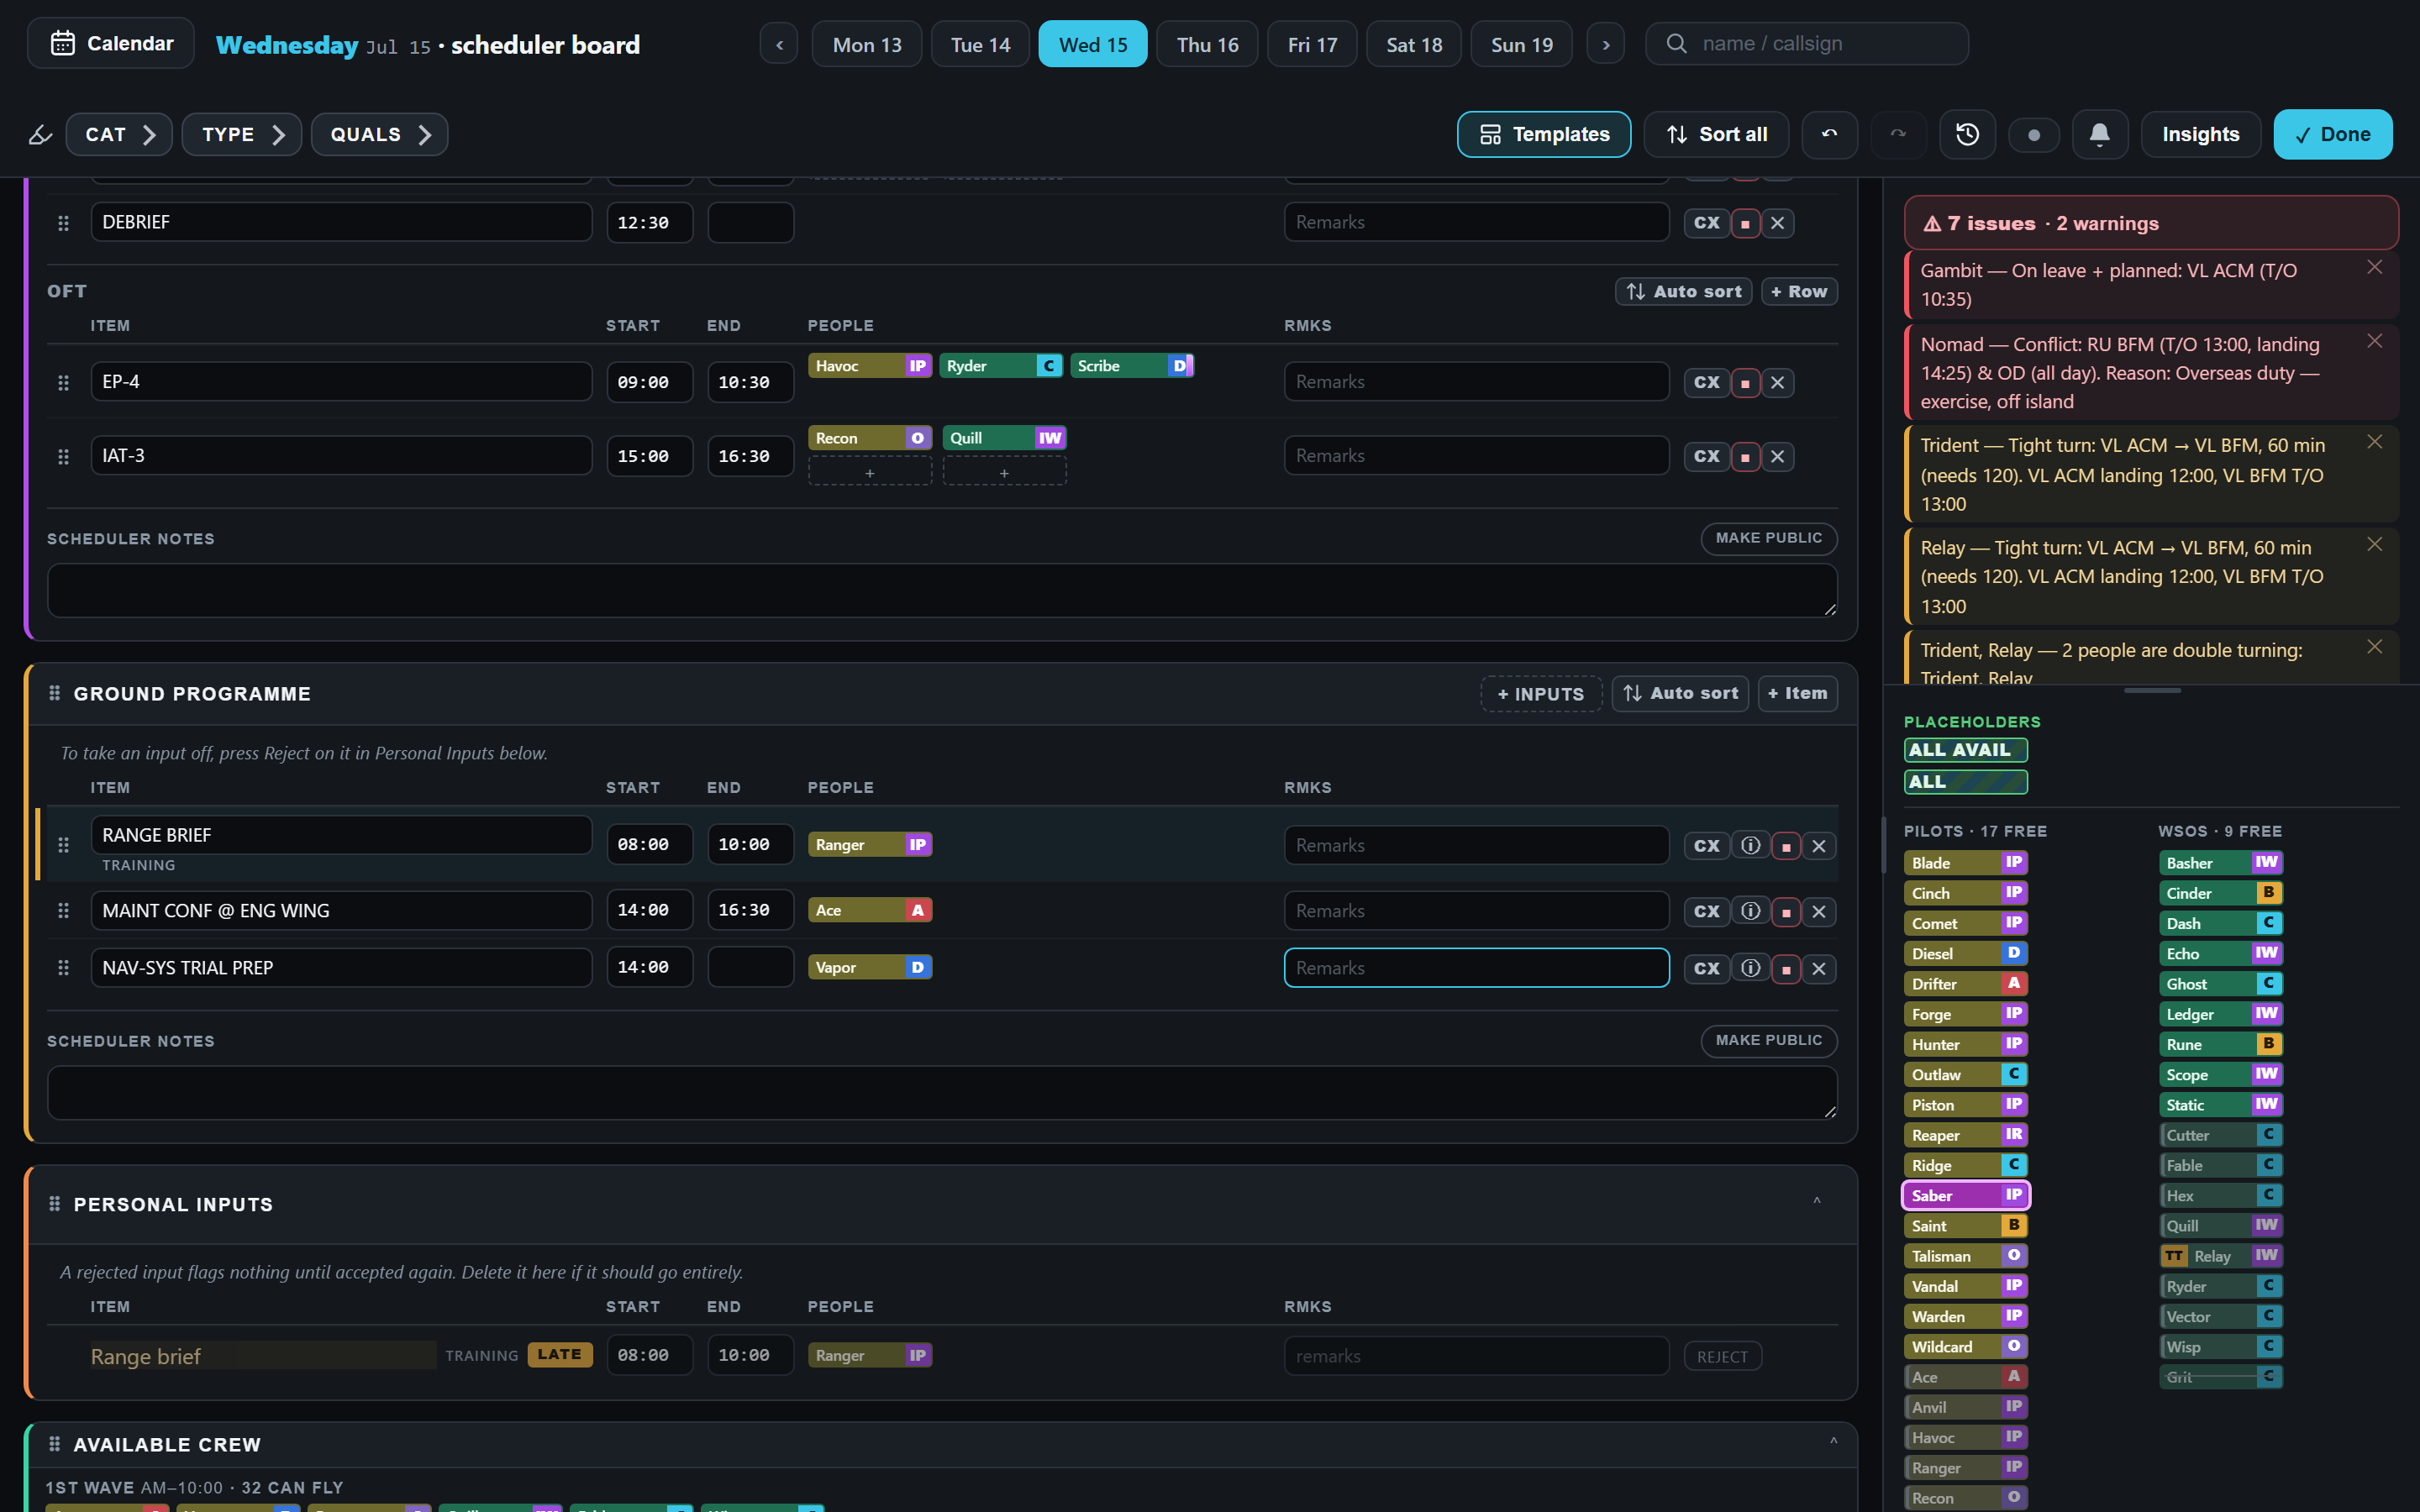 Calendar
Wednesday Jul 15 · scheduler board
‹ Mon 13 Tue 14 Wed 15 Thu 16 Fri 17 Sat 18 Sun 19 ›
name / callsign
CAT TYPE QUALS
Templates Sort all Insights ✓ Done
DEBRIEF 12:30 Remarks CX
OFT Auto sort + Row
ITEM START END PEOPLE RMKS
EP-4 09:00 10:30 Havoc IP Ryder C Scribe D Remarks CX
IAT-3 15:00 16:30 Recon O Quill IW Remarks CX
+ +
SCHEDULER NOTES MAKE PUBLIC
GROUND PROGRAMME + INPUTS Auto sort + Item
To take an input off, press Reject on it in Personal Inputs below.
ITEM START END PEOPLE RMKS
RANGE BRIEF 08:00 10:00 Ranger IP Remarks CX
TRAINING
MAINT CONF @ ENG WING 14:00 16:30 Ace A Remarks CX
NAV-SYS TRIAL PREP 14:00 Vapor D Remarks CX
SCHEDULER NOTES MAKE PUBLIC
PERSONAL INPUTS
A rejected input flags nothing until accepted again. Delete it here if it should go entirely.
ITEM START END PEOPLE RMKS
Range brief TRAINING LATE 08:00 10:00 Ranger IP remarks REJECT
AVAILABLE CREW
1ST WAVE AM–10:00 · 32 CAN FLY
⚠ 7 issues · 2 warnings
Gambit — On leave + planned: VL ACM (T/O
10:35)
Nomad — Conflict: RU BFM (T/O 13:00, landing
14:25) & OD (all day). Reason: Overseas duty —
exercise, off island
Trident — Tight turn: VL ACM → VL BFM, 60 min
(needs 120). VL ACM landing 12:00, VL BFM T/O
13:00
Relay — Tight turn: VL ACM → VL BFM, 60 min
(needs 120). VL ACM landing 12:00, VL BFM T/O
13:00
Trident, Relay — 2 people are double turning:
Trident, Relay
PLACEHOLDERS
ALL AVAIL
ALL
PILOTS · 17 FREE
Blade IP
Cinch IP
Comet IP
Diesel D
Drifter A
Forge IP
Hunter IP
Outlaw C
Piston IP
Reaper IR
Ridge C
Saber IP
Saint B
Talisman O
Vandal IP
Warden IP
Wildcard O
Ace A
Anvil IP
Havoc IP
Ranger IP
Recon O
WSOS · 9 FREE
Basher IW
Cinder B
Dash C
Echo IW
Ghost C
Ledger IW
Rune B
Scope IW
Static IW
Cutter C
Fable C
Hex C
Quill IW
TT Relay IW
Ryder C
Vector C
Wisp C
Grit C